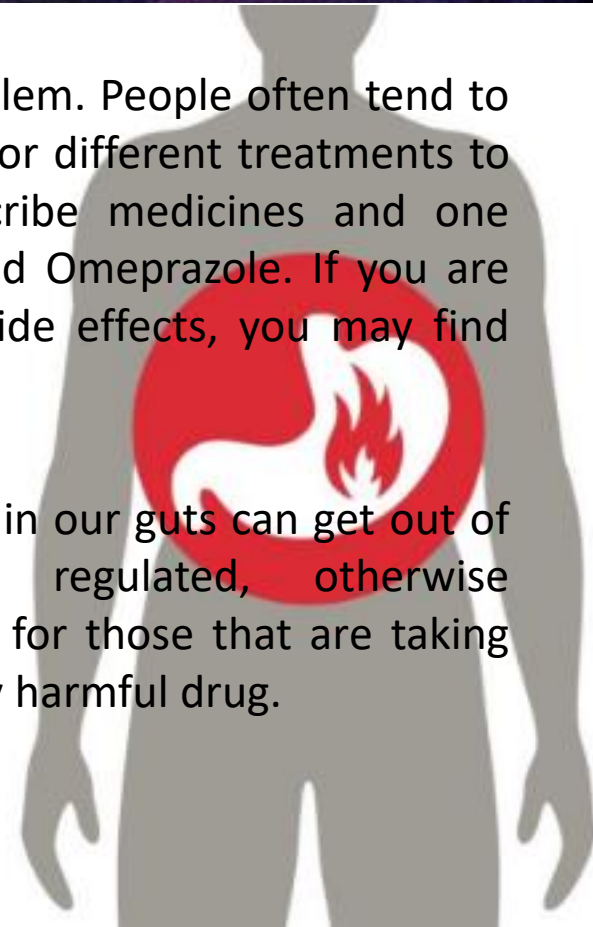 lem. People often tend to
or different treatments to
cribe medicines and one
d Omeprazole. If you are
ide effects, you may find
in our guts can get out of
regulated, otherwise
for those that are taking
y harmful drug.